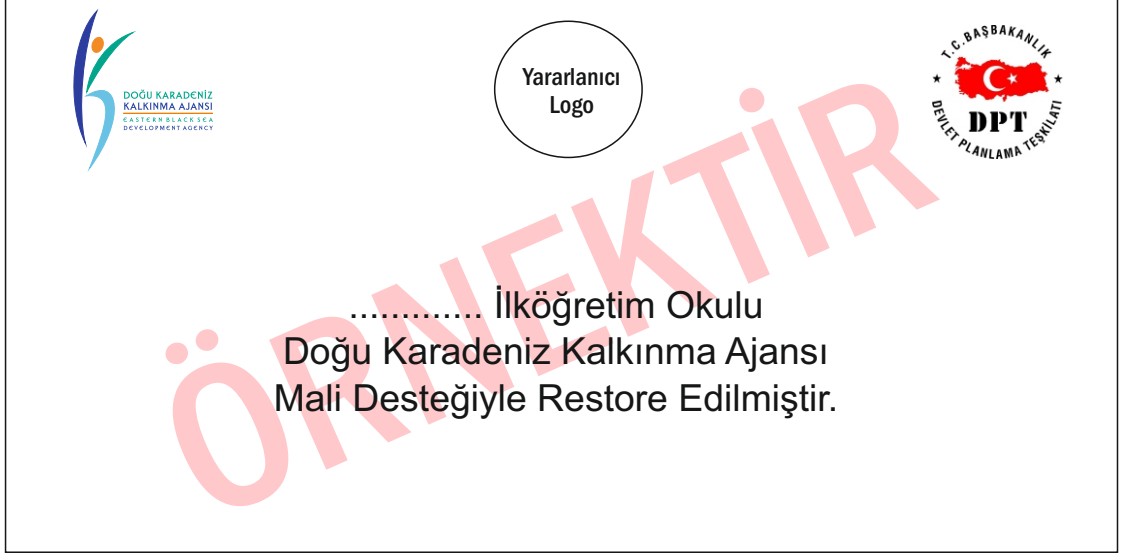 DOĞU KARADENİZ
KALKINMA AJANSI
EASTERN BLACK SEA
DEVELOPMENT AGENCY
Yararlanıcı
Logo
T.C. BAŞBAKANLIK
DPT
DEVLET PLANLAMA TEŞKİLATI
ÖRNEKTİR
............. İlköğretim Okulu
Doğu Karadeniz Kalkınma Ajansı
Mali Desteğiyle Restore Edilmiştir.